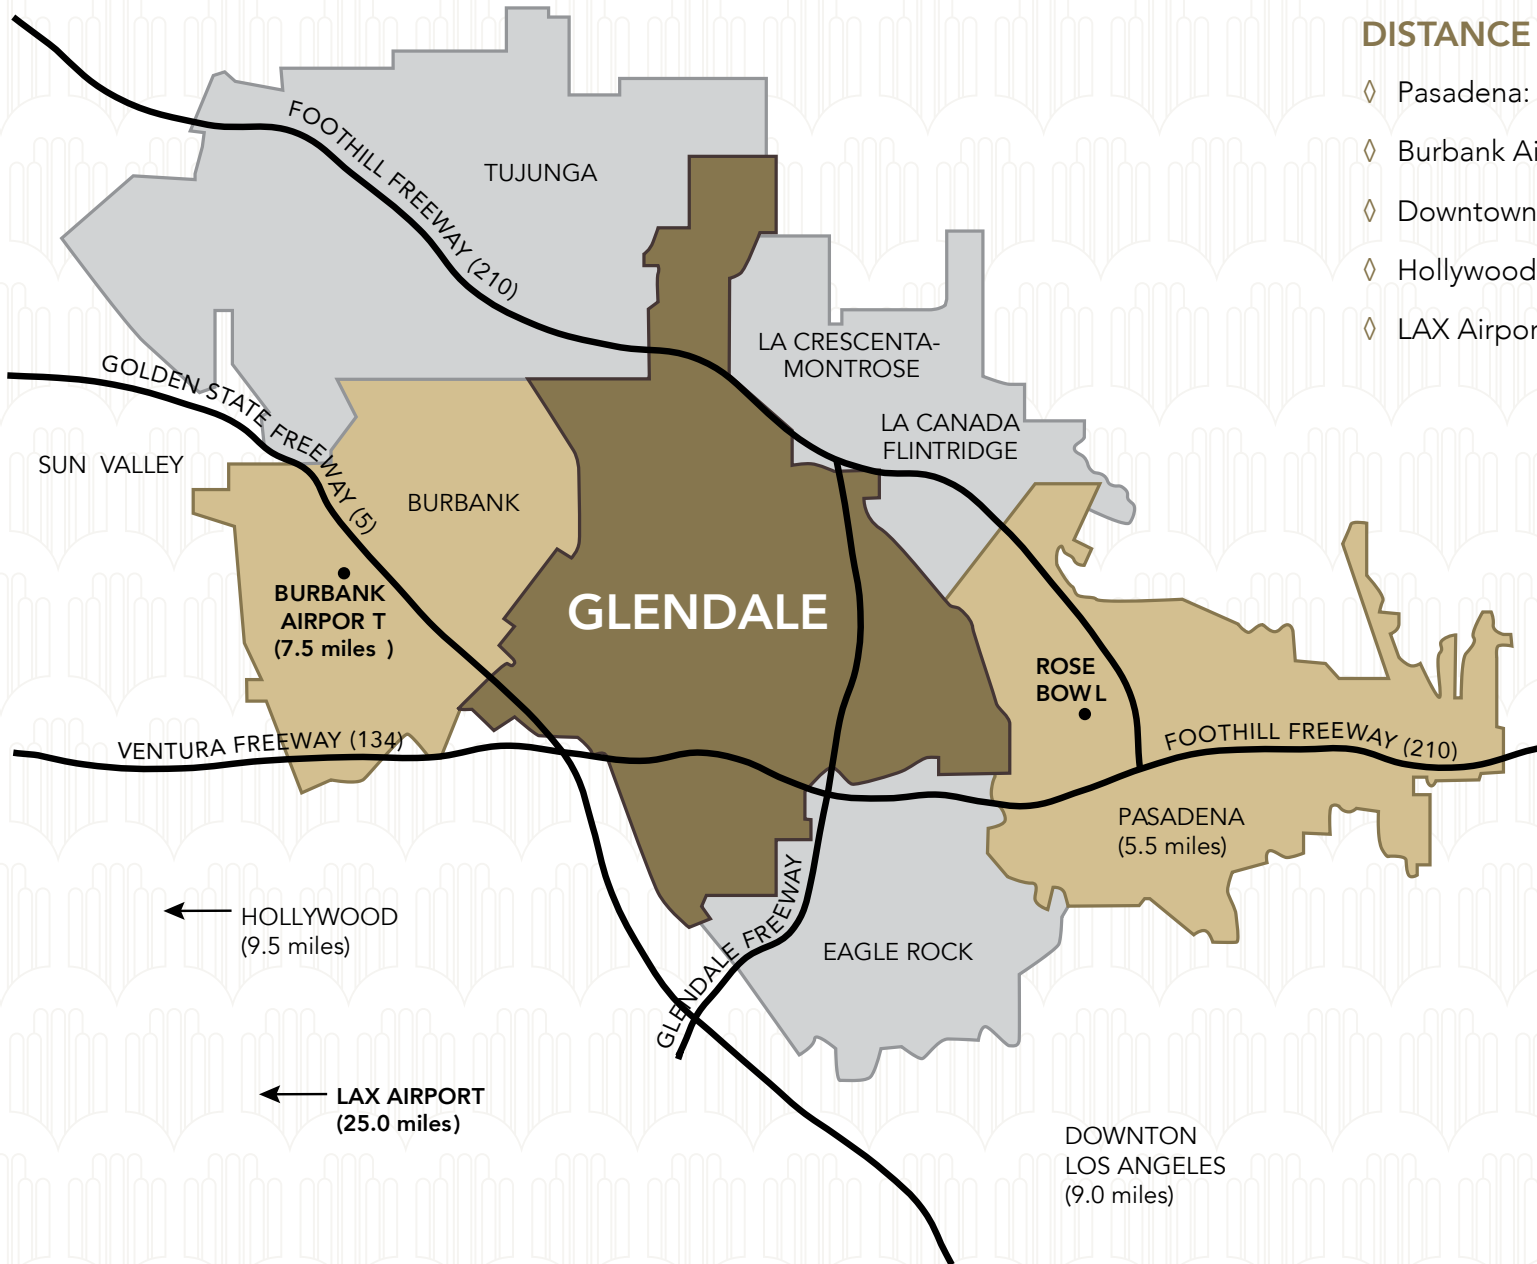 DISTANCE
◊ Pasadena:
◊ Burbank Ai
◊ Downtown
◊ Hollywood
◊ LAX Airpor
FOOTHILL FREEWAY (210)
TUJUNGA
LA CRESCENTA-
MONTROSE
GOLDEN STATE FREEWAY (5)
LA CANADA
FLINTRIDGE
SUN VALLEY
BURBANK
BURBANK
AIRPOR T
(7.5 miles )
GLENDALE
ROSE
BOWL
VENTURA FREEWAY (134)
FOOTHILL FREEWAY (210)
PASADENA
(5.5 miles)
HOLLYWOOD
(9.5 miles)
GLENDALE FREEWAY
EAGLE ROCK
LAX AIRPORT
(25.0 miles)
DOWNTON
LOS ANGELES
(9.0 miles)